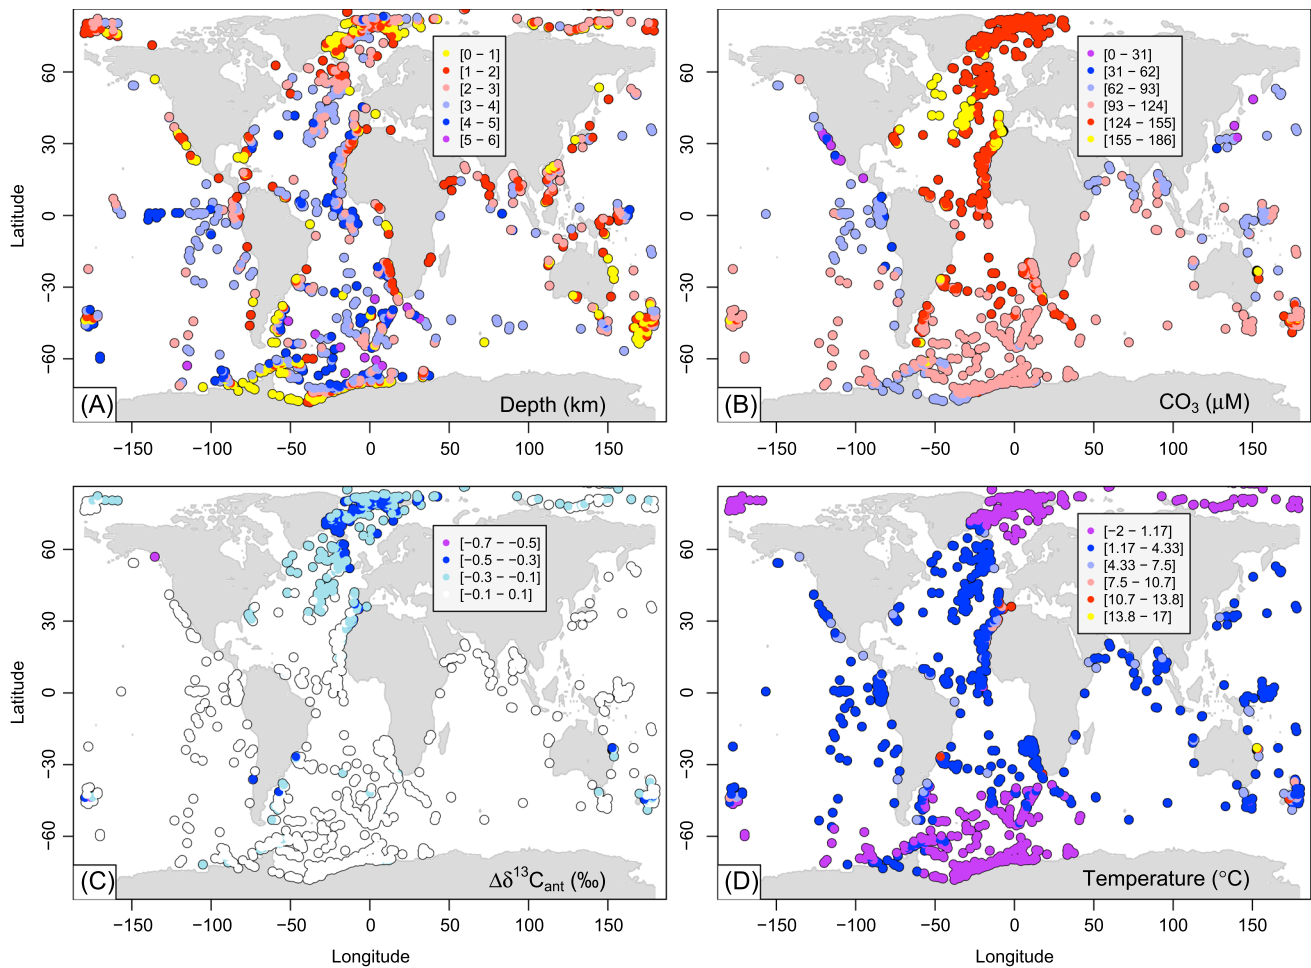 [0 − 1]
[1 − 2]
[2 − 3]
[3 − 4]
[4 − 5]
[5 − 6]
60
30
0
−30
−60
Latitude
(A)
Depth (km)
−150
−100
−50
0
50
100
150
[0 − 31]
[31 − 62]
[62 − 93]
[93 − 124]
[124 − 155]
[155 − 186]
60
30
0
−30
−60
Latitude
(B)
CO₃ (μM)
−150
−100
−50
0
50
100
150
[−0.7 − −0.5]
[−0.5 − −0.3]
[−0.3 − −0.1]
[−0.1 − 0.1]
60
30
0
−30
−60
Latitude
(C)
Δδ¹³Cₐₙₜ (‰)
−150
−100
−50
0
50
100
150
Longitude
[−2 − 1.17]
[1.17 − 4.33]
[4.33 − 7.5]
[7.5 − 10.7]
[10.7 − 13.8]
[13.8 − 17]
60
30
0
−30
−60
Latitude
(D)
Temperature (°C)
−150
−100
−50
0
50
100
150
Longitude